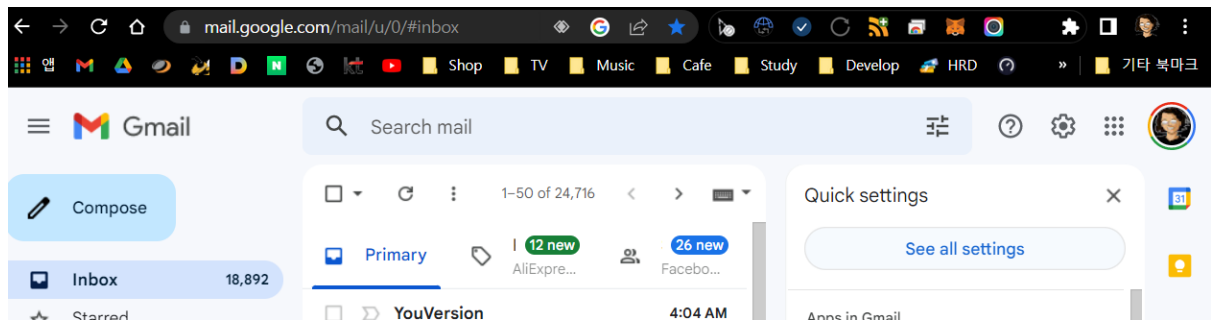 mail.google.com/mail/u/0/#inbox
앱 Shop TV Music Cafe Study Develop HRD » 기타 북마크
Gmail Search mail
Compose 1–50 of 24,716 Quick settings
12 new 26 new See all settings
Primary AliExpre... Facebo...
Inbox 18,892
Starred YouVersion 4:04 AM Apps in Gmail